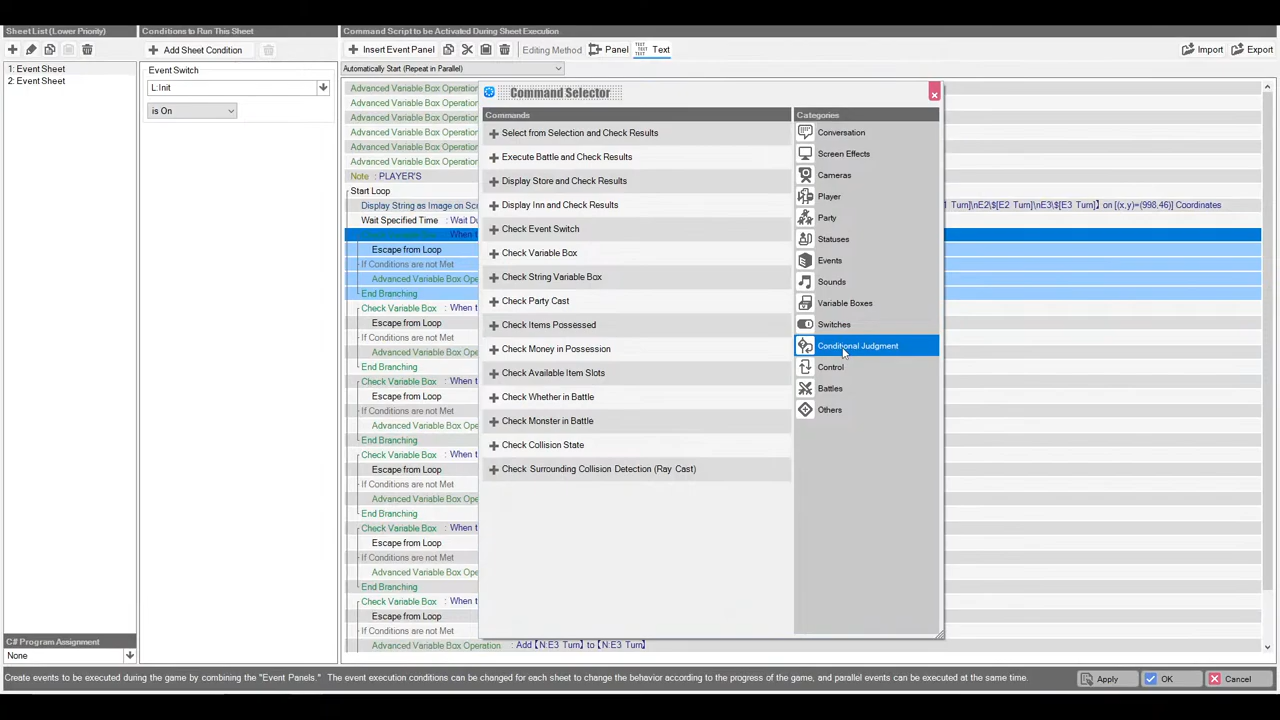 Sheet List (Lower Priority)
Conditions to Run This Sheet
Command Script to be Activated During Sheet Execution
Add Sheet Condition
Insert Event Panel
Editing Method
Panel
Text
Import
Export
1: Event Sheet
2: Event Sheet
Event Switch
L:Init
is On
Automatically Start (Repeat in Parallel)
Advanced Variable Box Operation
Advanced Variable Box Operation
Advanced Variable Box Operation
Advanced Variable Box Operation
Advanced Variable Box Operation
Advanced Variable Box Operation
Note : PLAYER'S
Start Loop
Display String as Image on Scr
1 Turn]\nE2\$[E2 Turn]\nE3\$[E3 Turn]】 on [(x,y)=(998,46)] Coordinates
Wait Specified Time : Wait Du
Check Variable Box : When t
Escape from Loop
If Conditions are not Met
Advanced Variable Box Ope
End Branching
Check Variable Box : When t
Escape from Loop
If Conditions are not Met
Advanced Variable Box Ope
End Branching
Check Variable Box : When t
Escape from Loop
If Conditions are not Met
Advanced Variable Box Ope
End Branching
Check Variable Box : When t
Escape from Loop
If Conditions are not Met
Advanced Variable Box Ope
End Branching
Check Variable Box : When t
Escape from Loop
If Conditions are not Met
Advanced Variable Box Ope
End Branching
Check Variable Box : When t
Escape from Loop
If Conditions are not Met
Advanced Variable Box Operation : Add 【N:E3 Turn】 to 【N:E3 Turn】
Command Selector
Commands
Select from Selection and Check Results
Execute Battle and Check Results
Display Store and Check Results
Display Inn and Check Results
Check Event Switch
Check Variable Box
Check String Variable Box
Check Party Cast
Check Items Possessed
Check Money in Possession
Check Available Item Slots
Check Whether in Battle
Check Monster in Battle
Check Collision State
Check Surrounding Collision Detection (Ray Cast)
Categories
Conversation
Screen Effects
Cameras
Player
Party
Statuses
Events
Sounds
Variable Boxes
Switches
Conditional Judgment
Control
Battles
Others
C# Program Assignment
None
Create events to be executed during the game by combining the "Event Panels." The event execution conditions can be changed for each sheet to change the behavior according to the progress of the game, and parallel events can be executed at the same time.
Apply
OK
Cancel